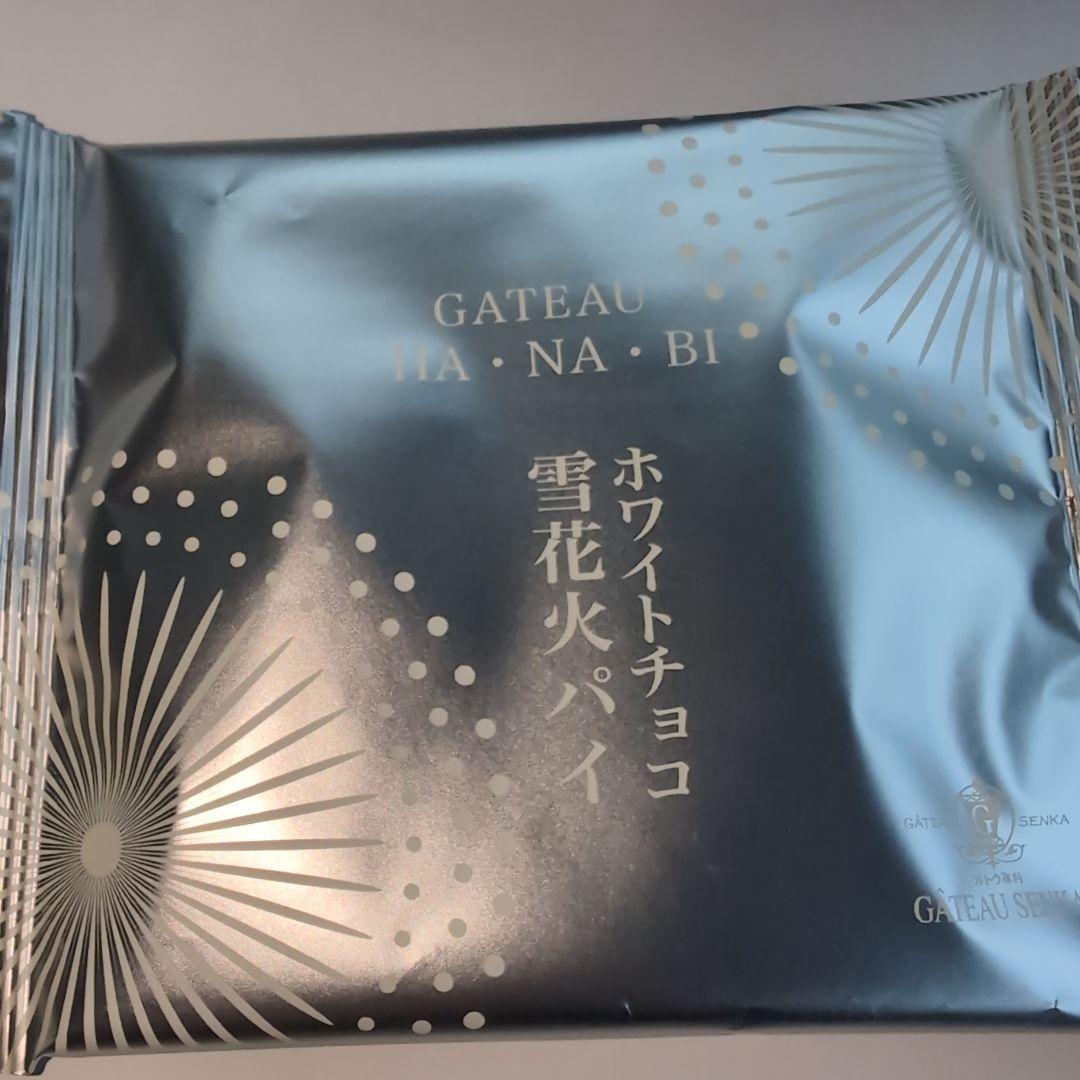 GATEAU
HA・NA・BI
ホワイトチョコ
雪花火パイ
GÂTEAU
G
SENKA
ガトウ専科
GÂTEAU SENKA